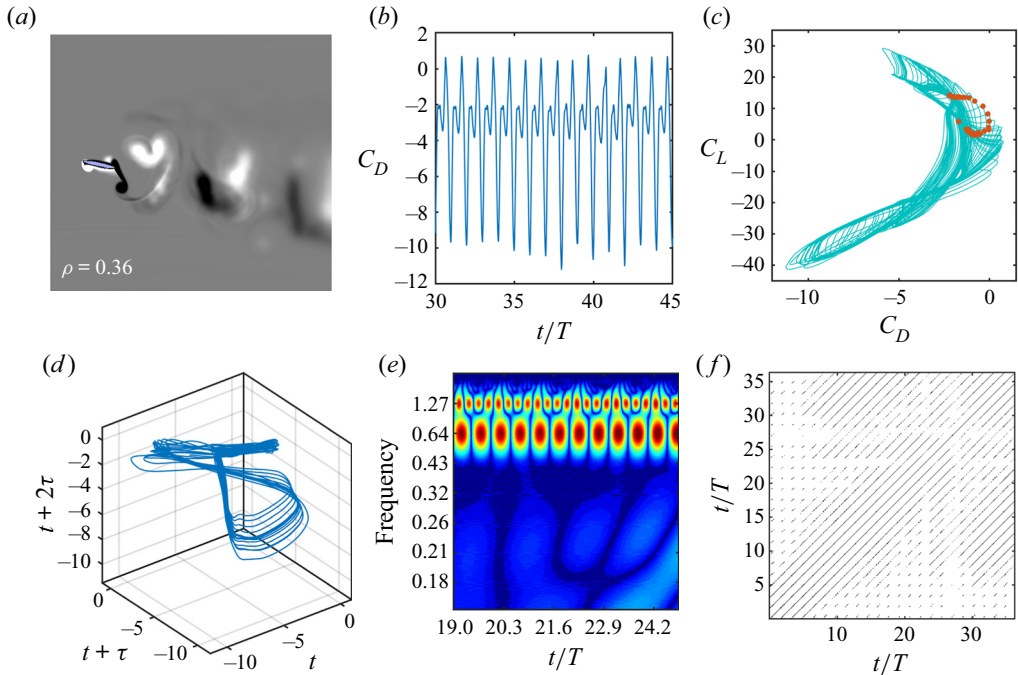 (a)
ρ = 0.36
(b)
2
0
−2
−4
−6
−8
−10
−12
C_D
30 35 40 45
t/T
(c)
30
20
10
0
−10
−20
−30
−40
C_L
−10 −5 0
C_D
(d)
0
−2
−4
−6
−8
−10
t + 2τ
0
−5
−10
t + τ
−10
−5
0
t
(e)
1.27
0.64
0.43
0.32
0.26
0.21
0.18
Frequency
19.0 20.3 21.6 22.9 24.2
t/T
(f)
35
30
25
20
15
10
5
t/T
10 20 30
t/T